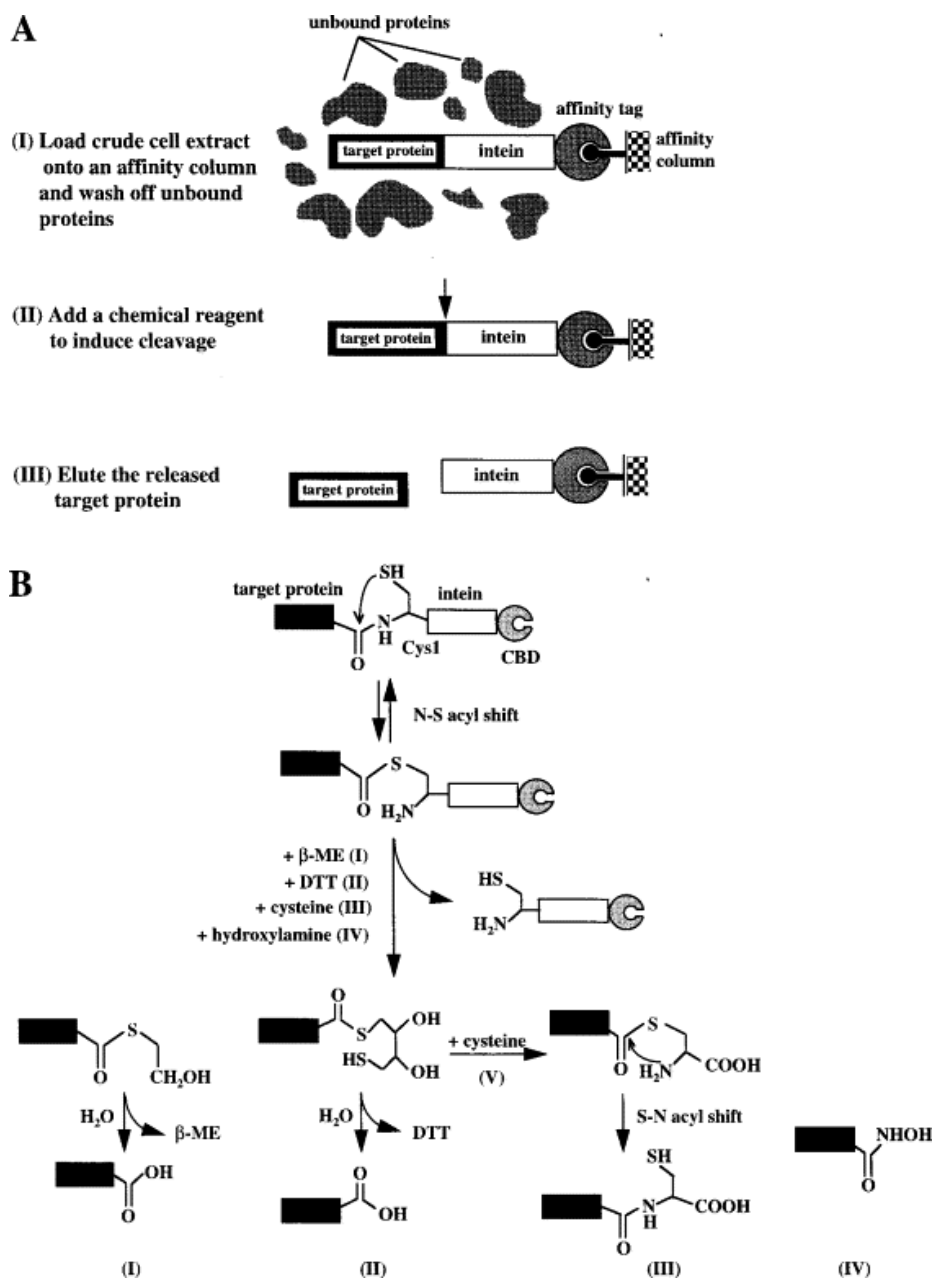 A
unbound proteins
affinity tag
(I) Load crude cell extract
onto an affinity column
and wash off unbound
proteins
target protein
intein
affinity
column
(II) Add a chemical reagent
to induce cleavage
target protein
intein
(III) Elute the released
target protein
target protein
intein
B
SH
target protein
intein
N
H
O
Cys1
CBD
N-S acyl shift
S
O
H₂N
+ β-ME (I)
+ DTT (II)
+ cysteine (III)
+ hydroxylamine (IV)
HS
H₂N
S
O
CH₂OH
O
S
OH
HS
OH
+ cysteine
(V)
S
O
H₂N
COOH
H₂O
β-ME
H₂O
DTT
S-N acyl shift
NHOH
O
OH
O
O
OH
SH
N
H
O
COOH
(I)
(II)
(III)
(IV)